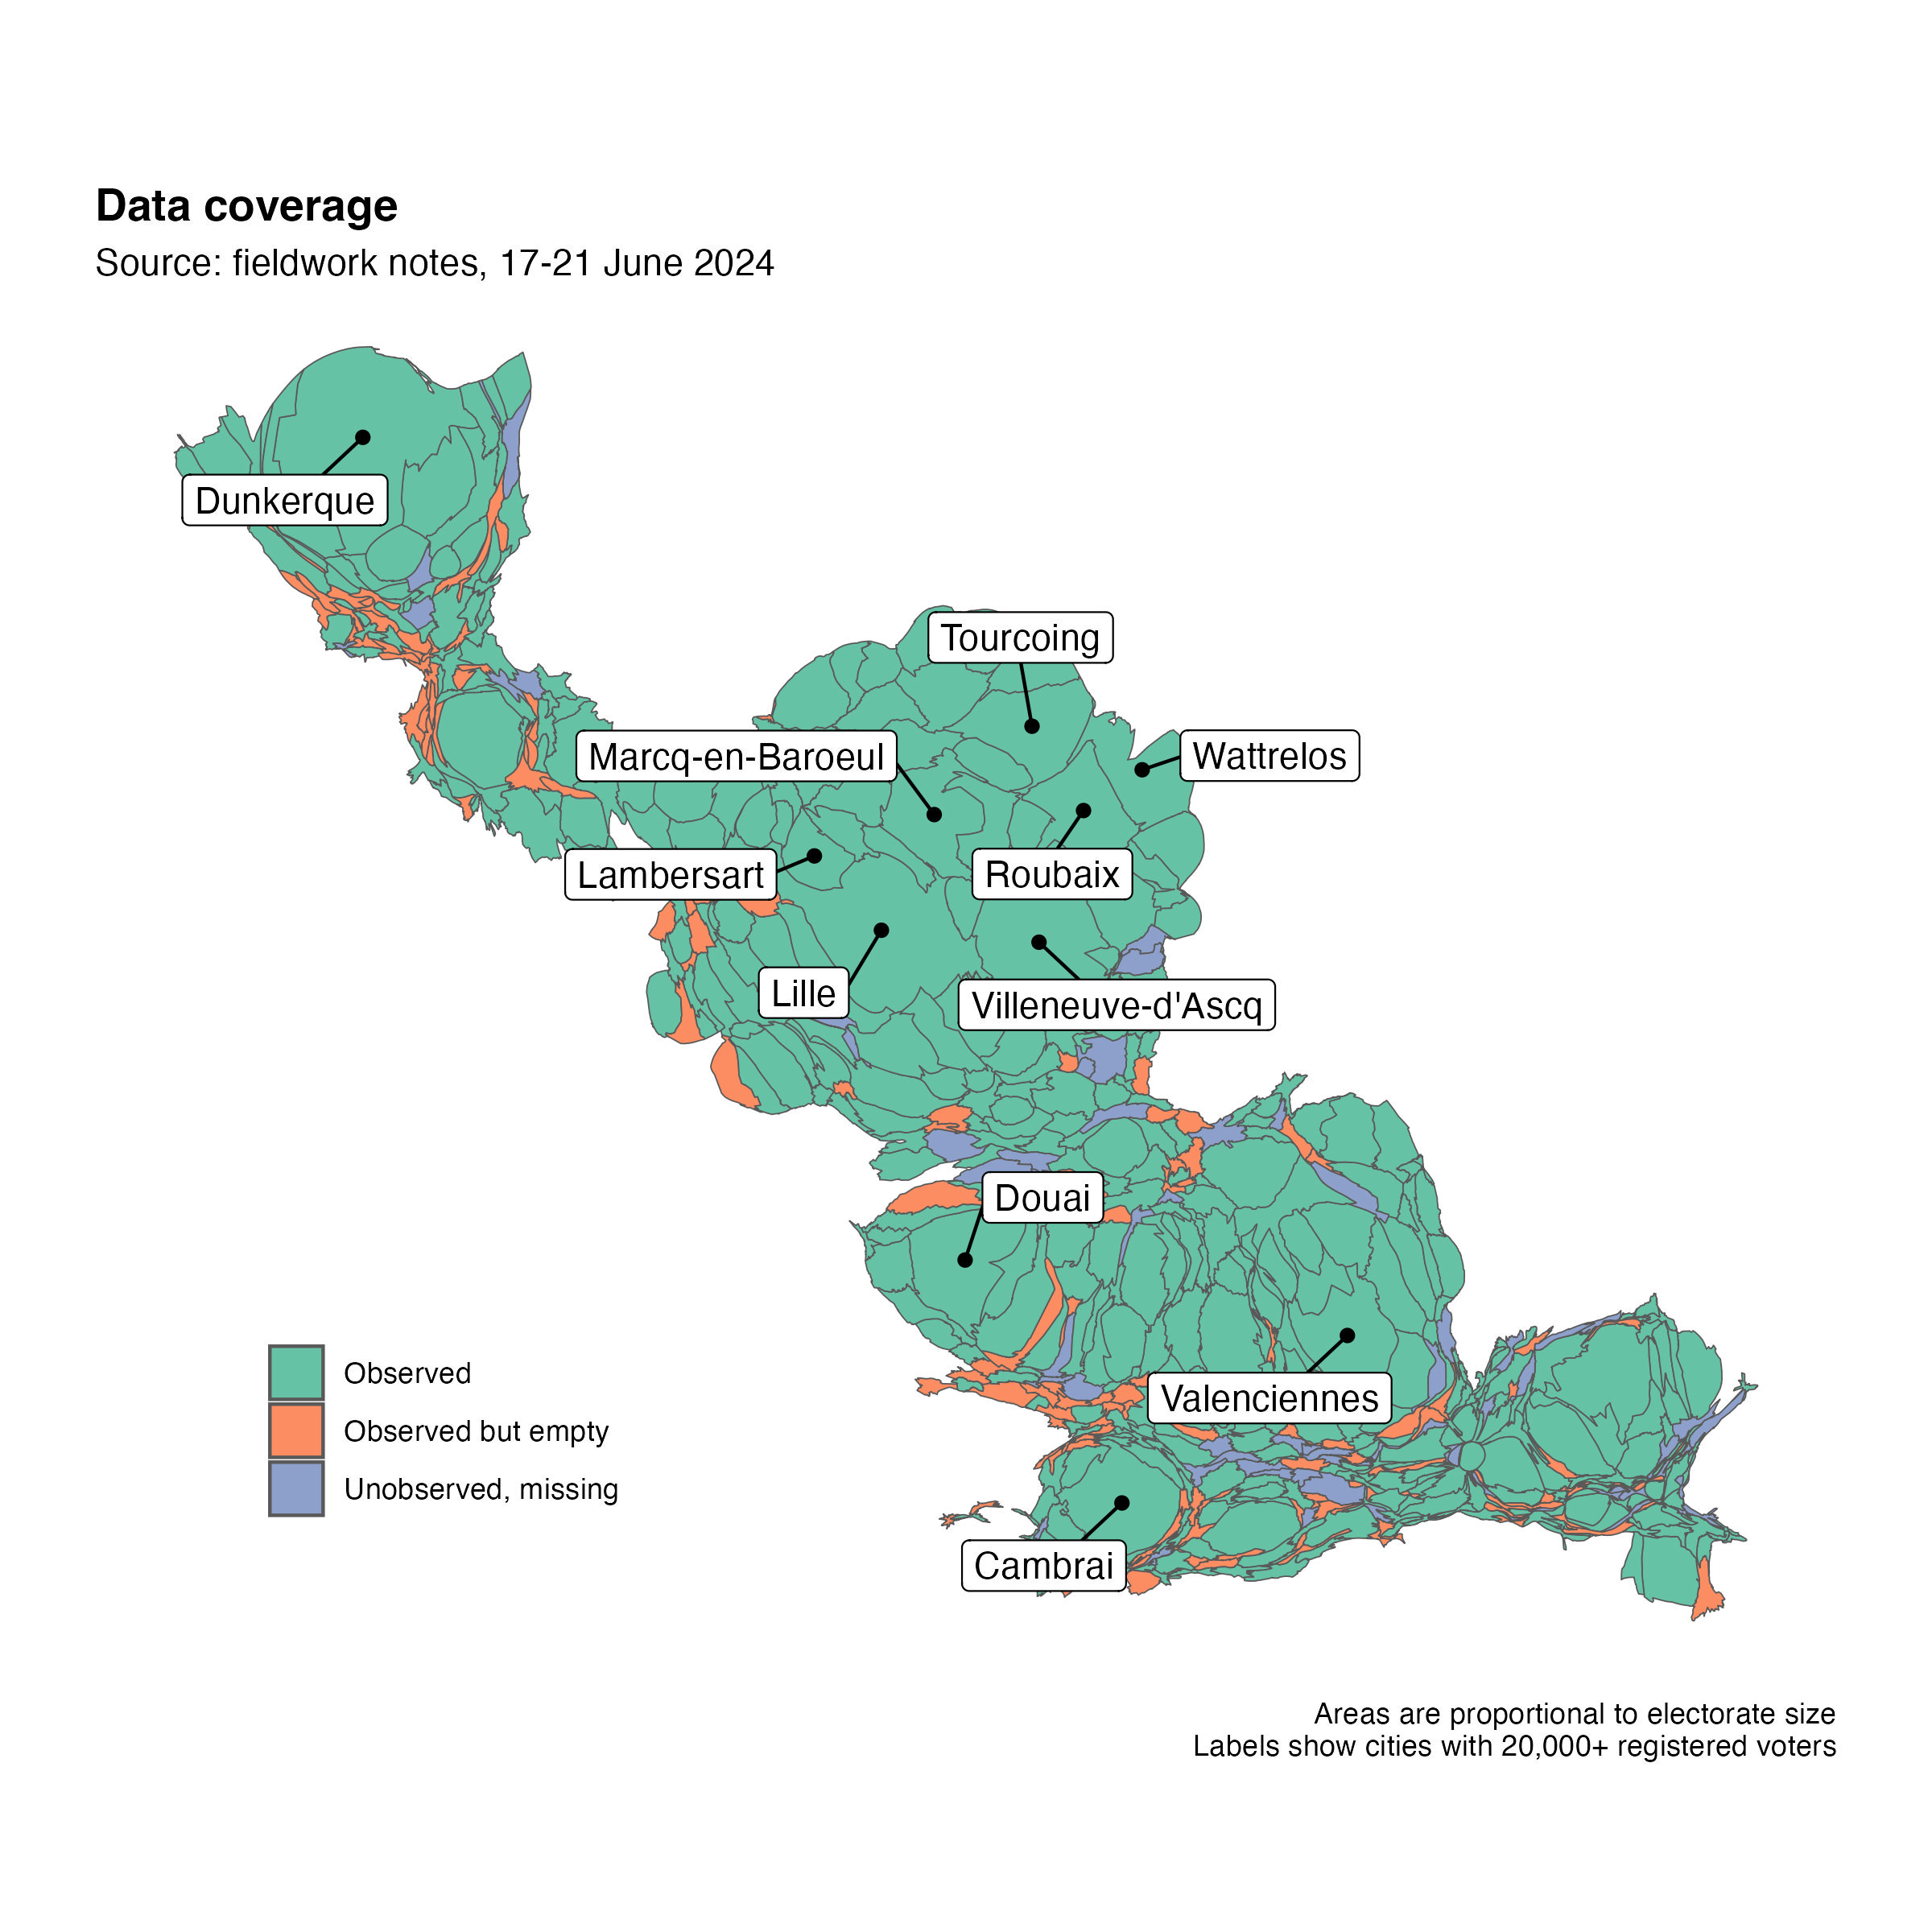 Data coverage
Source: fieldwork notes, 17-21 June 2024
Dunkerque
Tourcoing
Marcq-en-Baroeul
Wattrelos
Lambersart
Roubaix
Lille
Villeneuve-d'Ascq
Douai
Valenciennes
Cambrai
Observed
Observed but empty
Unobserved, missing
Areas are proportional to electorate size
Labels show cities with 20,000+ registered voters